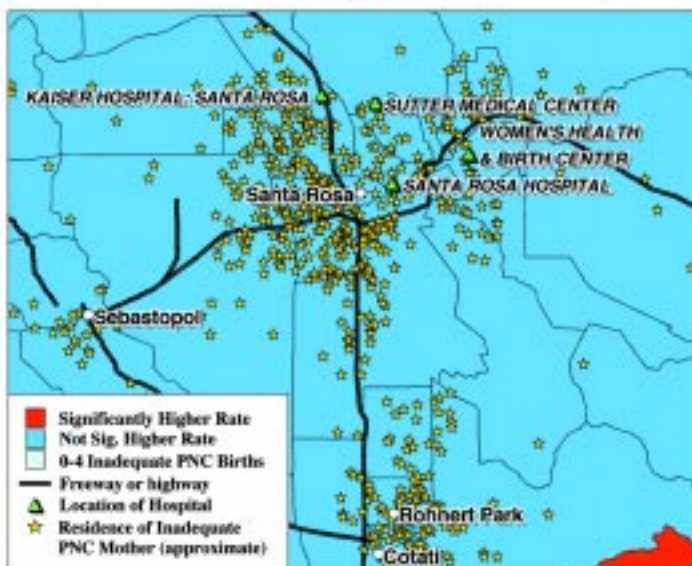 KAISER HOSPITAL: SANTA ROSA
SUTTER MEDICAL CENTER
WOMEN'S HEALTH
& BIRTH CENTER
SANTA ROSA HOSPITAL
Santa Rosa
Sebastopol
Significantly Higher Rate
Not Sig. Higher Rate
0-4 Inadequate PNC Births
Freeway or highway
Location of Hospital
Residence of Inadequate
PNC Mother (approximate)
Rohnert Park
Cotati